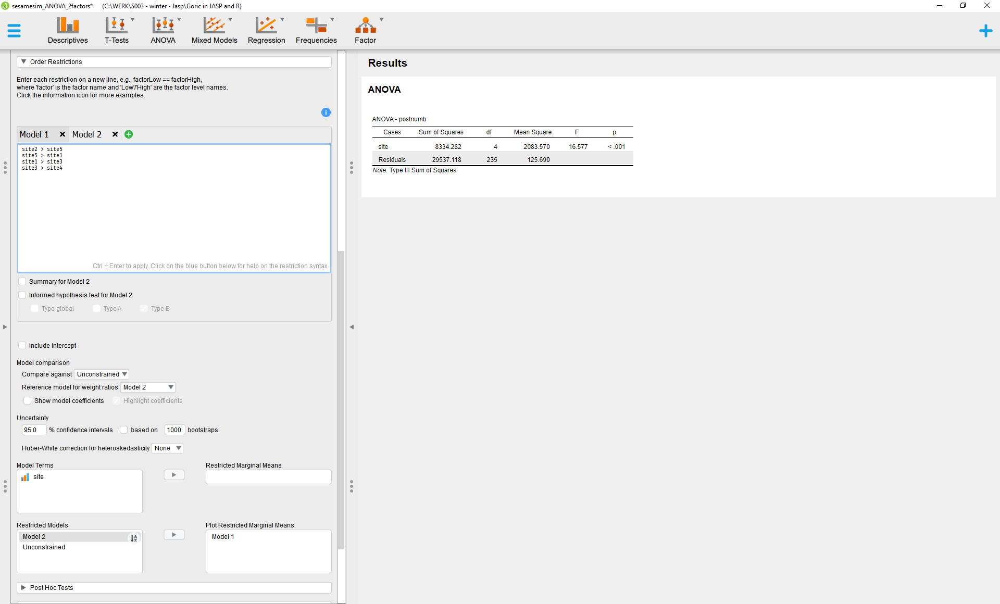 sesamesim_ANOVA_2factors* (C:\WERK\S003 - winter - Jasp\Goric in JASP and R)
Descriptives T-Tests ANOVA Mixed Models Regression Frequencies Factor
Order Restrictions
Enter each restriction on a new line, e.g., factorLow == factorHigh,
where 'factor' is the factor name and 'Low'/'High' are the factor level names.
Click the information icon for more examples.
Model 1 Model 2
site2 > site5
site5 > site1
site1 > site3
site3 > site4
Ctrl + Enter to apply. Click on the blue button below for help on the restriction syntax
Summary for Model 2
Informed hypothesis test for Model 2
Type global Type A Type B
Include intercept
Model comparison
Compare against Unconstrained
Reference model for weight ratios Model 2
Show model coefficients Highlight coefficients
Uncertainty
95.0 % confidence intervals based on 1000 bootstraps
Huber-White correction for heteroskedasticity None
Model Terms Restricted Marginal Means
site
Restricted Models Plot Restricted Marginal Means
Model 2 Model 1
Unconstrained
Post Hoc Tests
Results
ANOVA
ANOVA - postnumb
Cases Sum of Squares df Mean Square F p
site 8334.282 4 2083.570 16.577 < .001
Residuals 29537.118 235 125.690
Note. Type III Sum of Squares